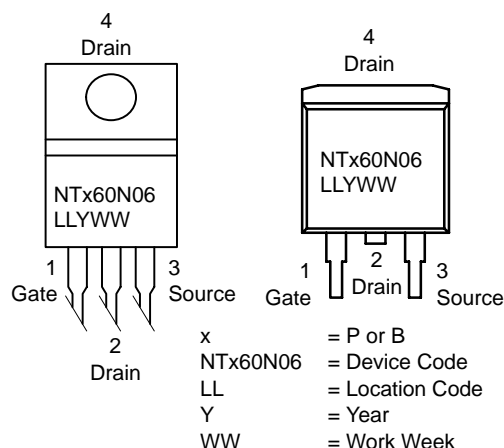 4
Drain
NTx60N06
LLYWW
1
Gate
2
Drain
3
Source
4
Drain
NTx60N06
LLYWW
1
Gate
2
Drain
3
Source
x = P or B
NTx60N06 = Device Code
LL = Location Code
Y = Year
WW = Work Week